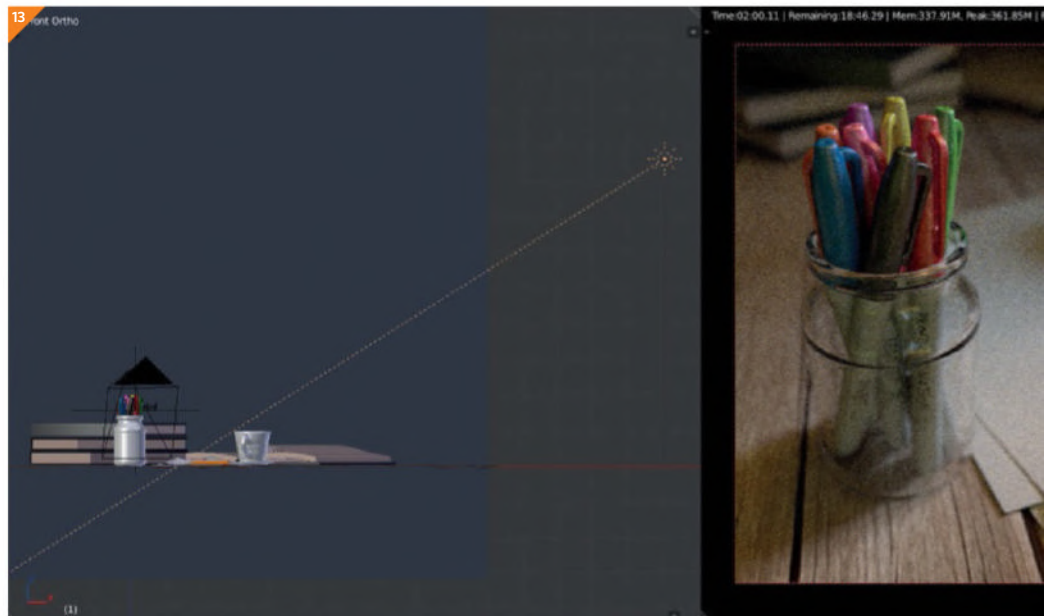 13
Front Ortho
Time:02:00.11 | Remaining:18:46.29 | Mem:337.91M, Peak:361.85M |
(1)